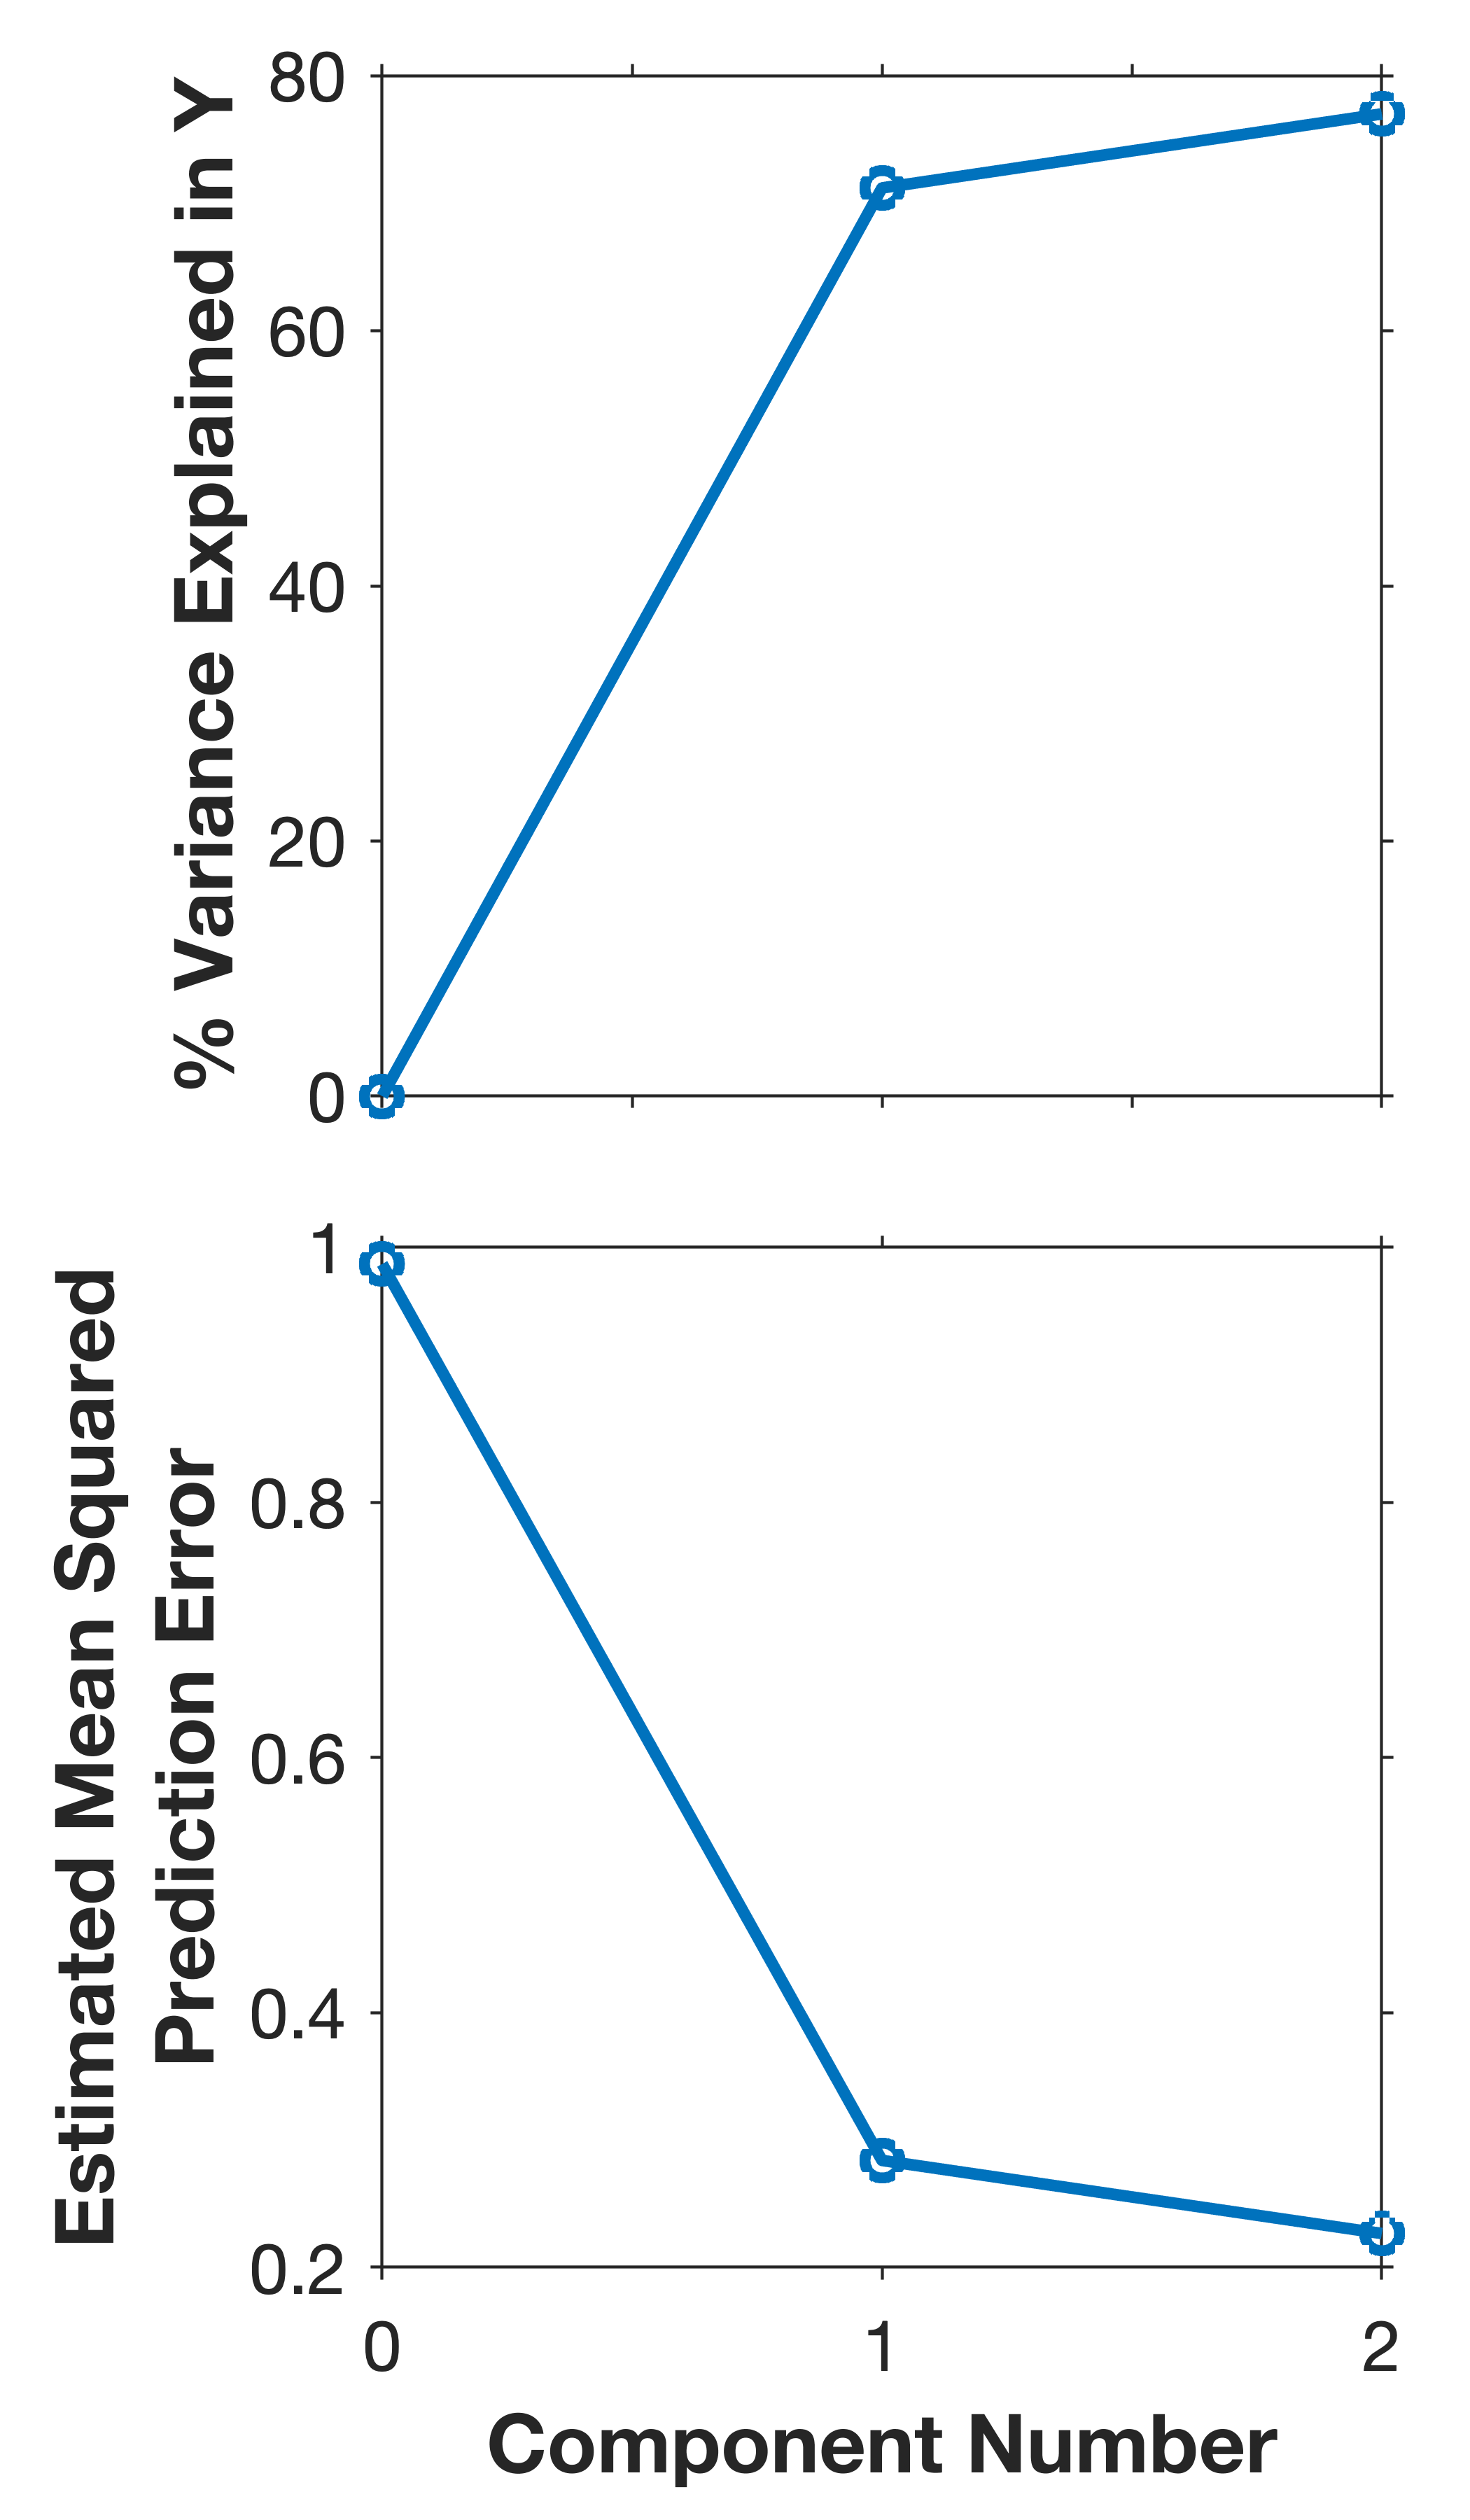 % Variance Explained in Y
80
60
40
20
0
Estimated Mean Squared
Prediction Error
1
0.8
0.6
0.4
0.2
0 1 2
Component Number